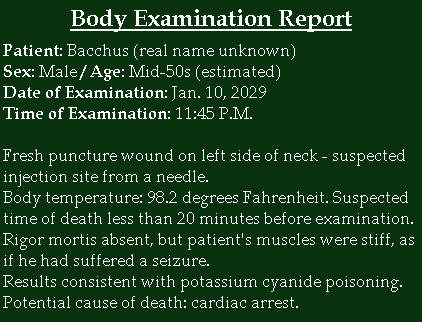 Body Examination Report
Patient: Bacchus (real name unknown)
Sex: Male/Age: Mid-50s (estimated)
Date of Examination: Jan. 10, 2029
Time of Examination: 11:45 P.M.
Fresh puncture wound on left side of neck - suspected
injection site from a needle.
Body temperature: 98.2 degrees Fahrenheit. Suspected
time of death less than 20 minutes before examination.
Rigor mortis absent, but patient's muscles were stiff, as
if he had suffered a seizure.
Results consistent with potassium cyanide poisoning.
Potential cause of death: cardiac arrest.